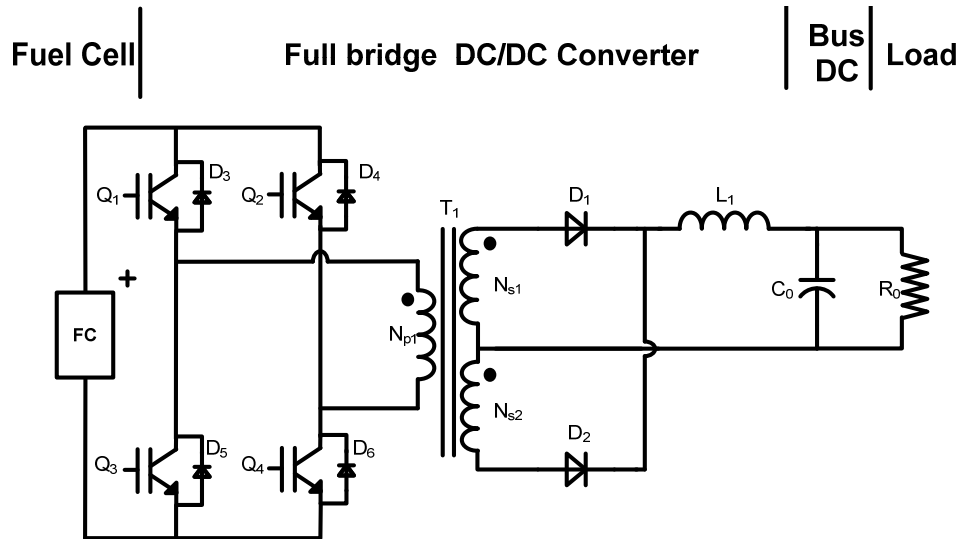 Fuel Cell
Full bridge DC/DC Converter
Bus
DC
Load
Q1
D3
Q2
D4
T1
D1
L1
+
Ns1
C0
R0
FC
Np1
Ns2
Q3
D5
Q4
D6
D2